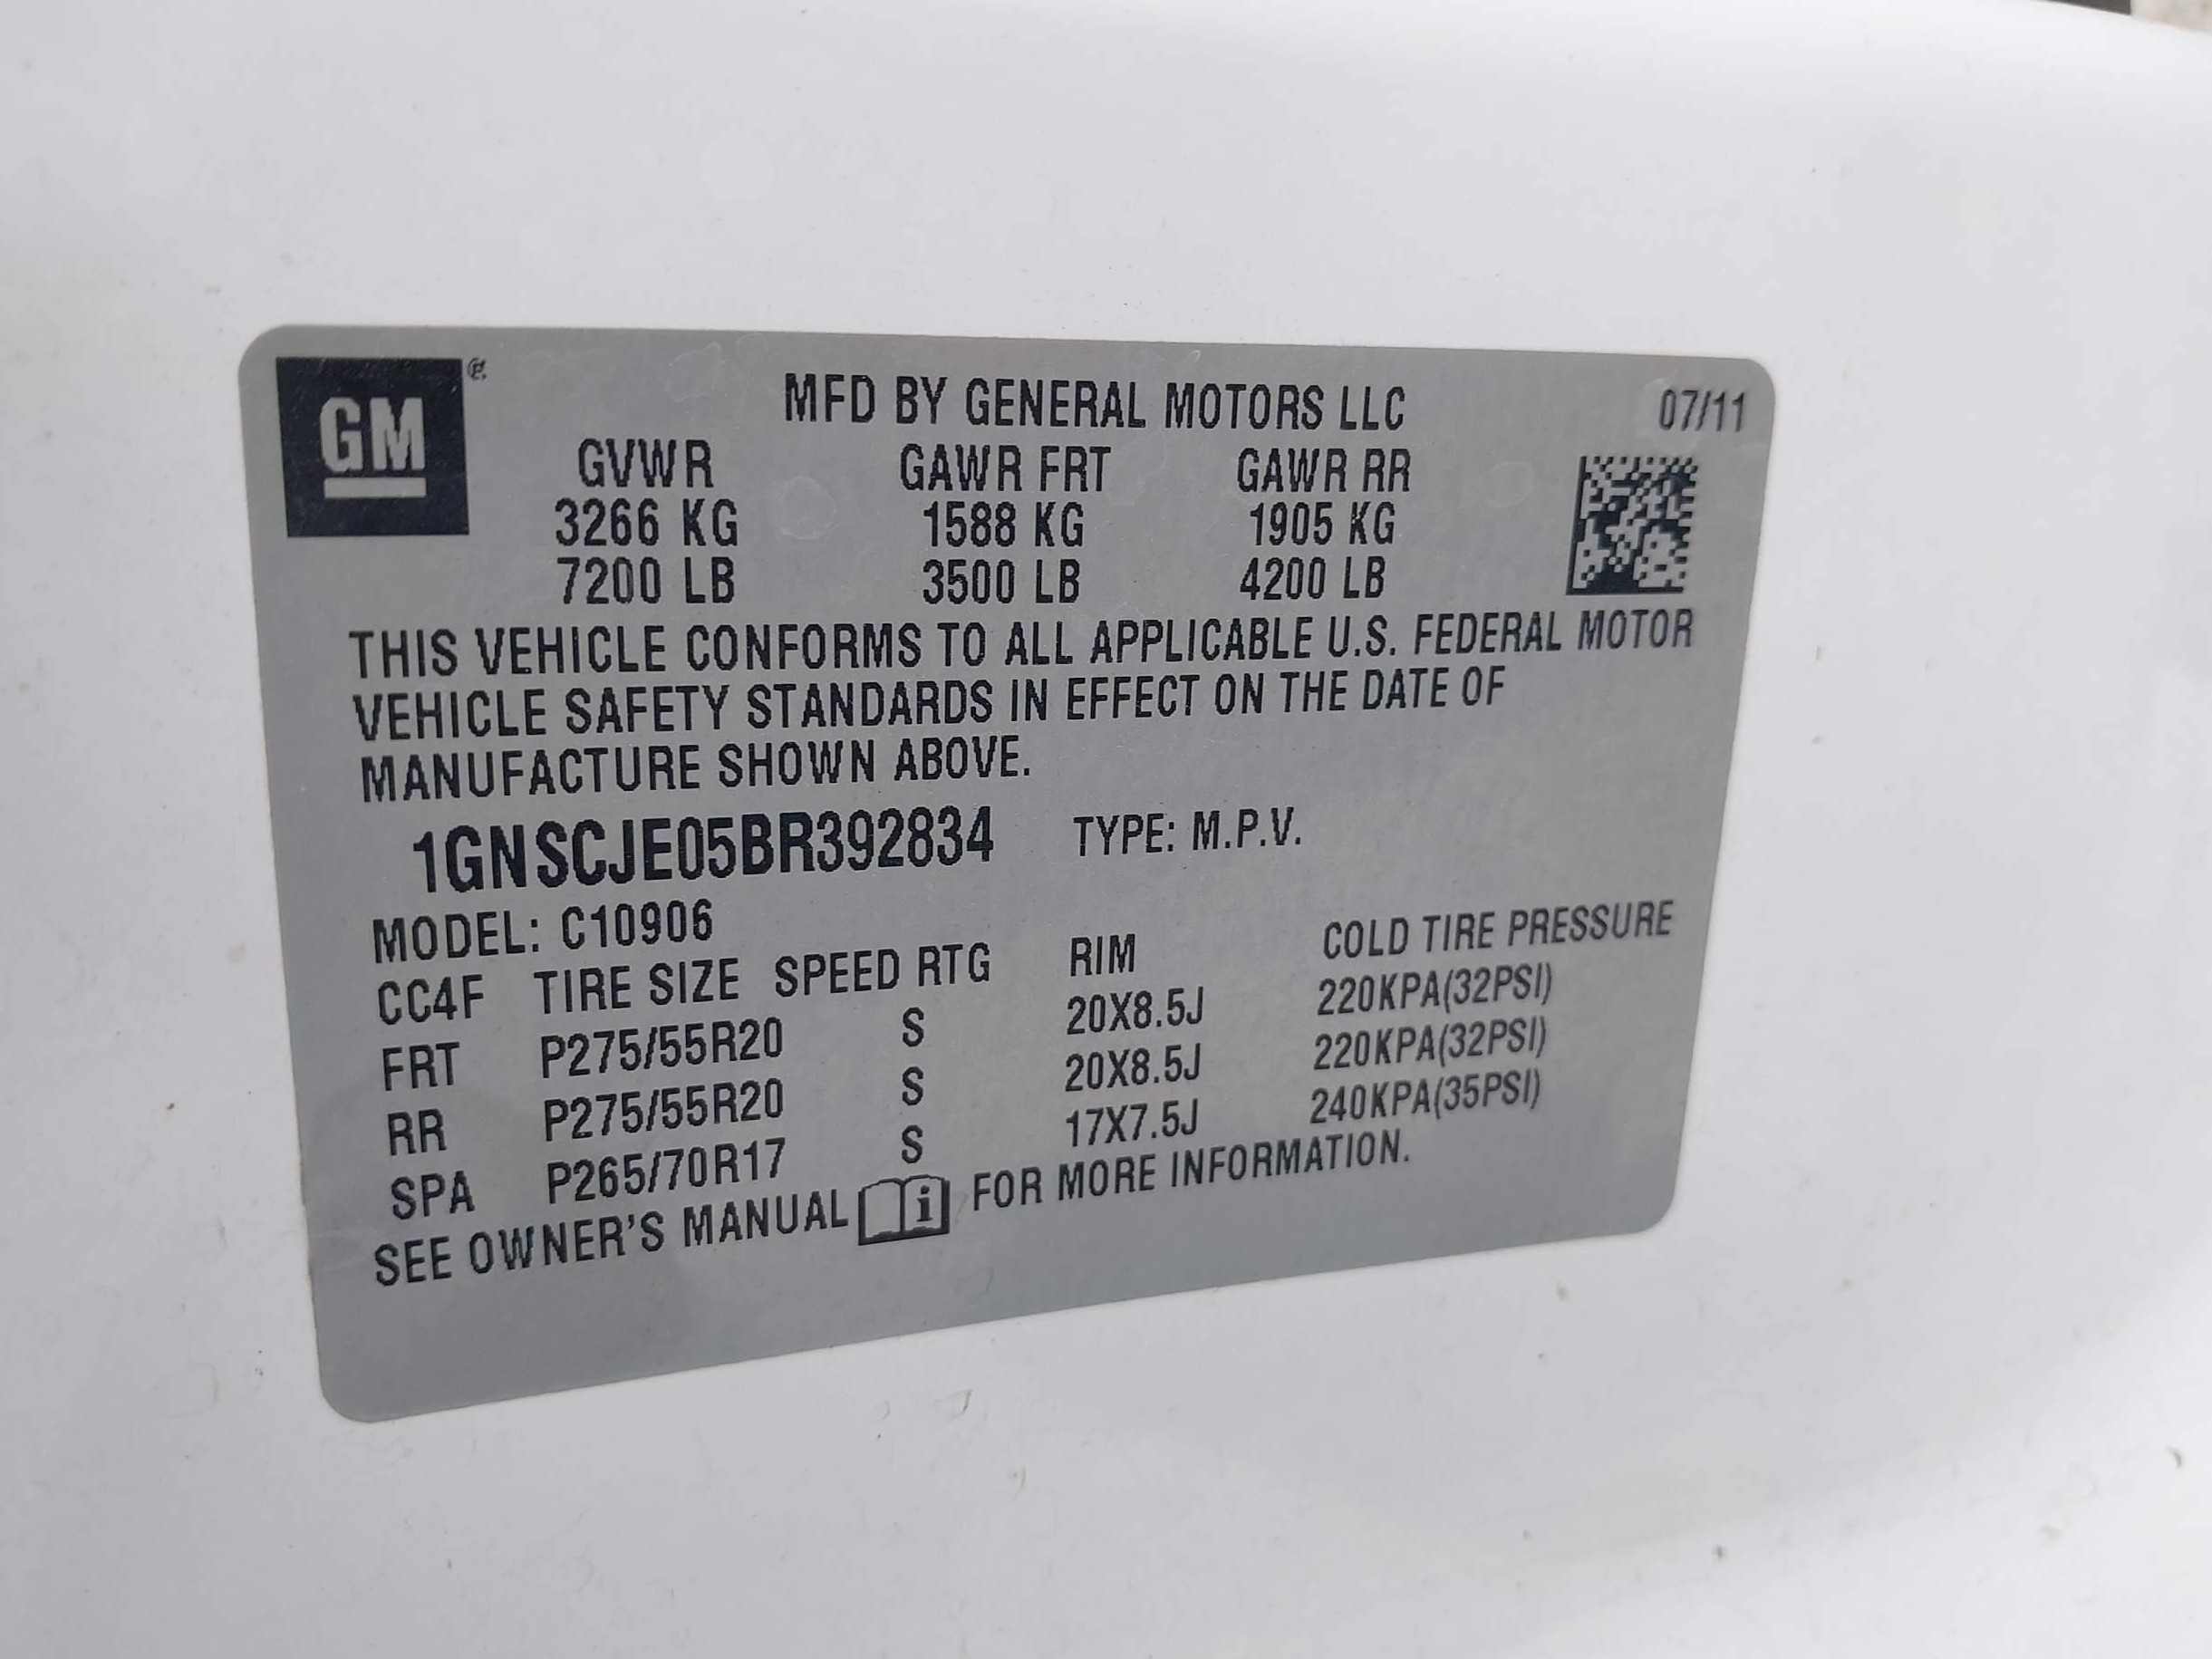 GM
MFD BY GENERAL MOTORS LLC 07/11
GVWR GAWR FRT GAWR RR
3266 KG 1588 KG 1905 KG
7200 LB 3500 LB 4200 LB
THIS VEHICLE CONFORMS TO ALL APPLICABLE U.S. FEDERAL MOTOR
VEHICLE SAFETY STANDARDS IN EFFECT ON THE DATE OF
MANUFACTURE SHOWN ABOVE.
1GNSCJE05BR392834 TYPE: M.P.V.
MODEL: C10906
CC4F TIRE SIZE SPEED RTG RIM COLD TIRE PRESSURE
FRT P275/55R20 S 20X8.5J 220KPA(32PSI)
RR P275/55R20 S 20X8.5J 220KPA(32PSI)
SPA P265/70R17 S 17X7.5J 240KPA(35PSI)
SEE OWNER'S MANUAL i FOR MORE INFORMATION.